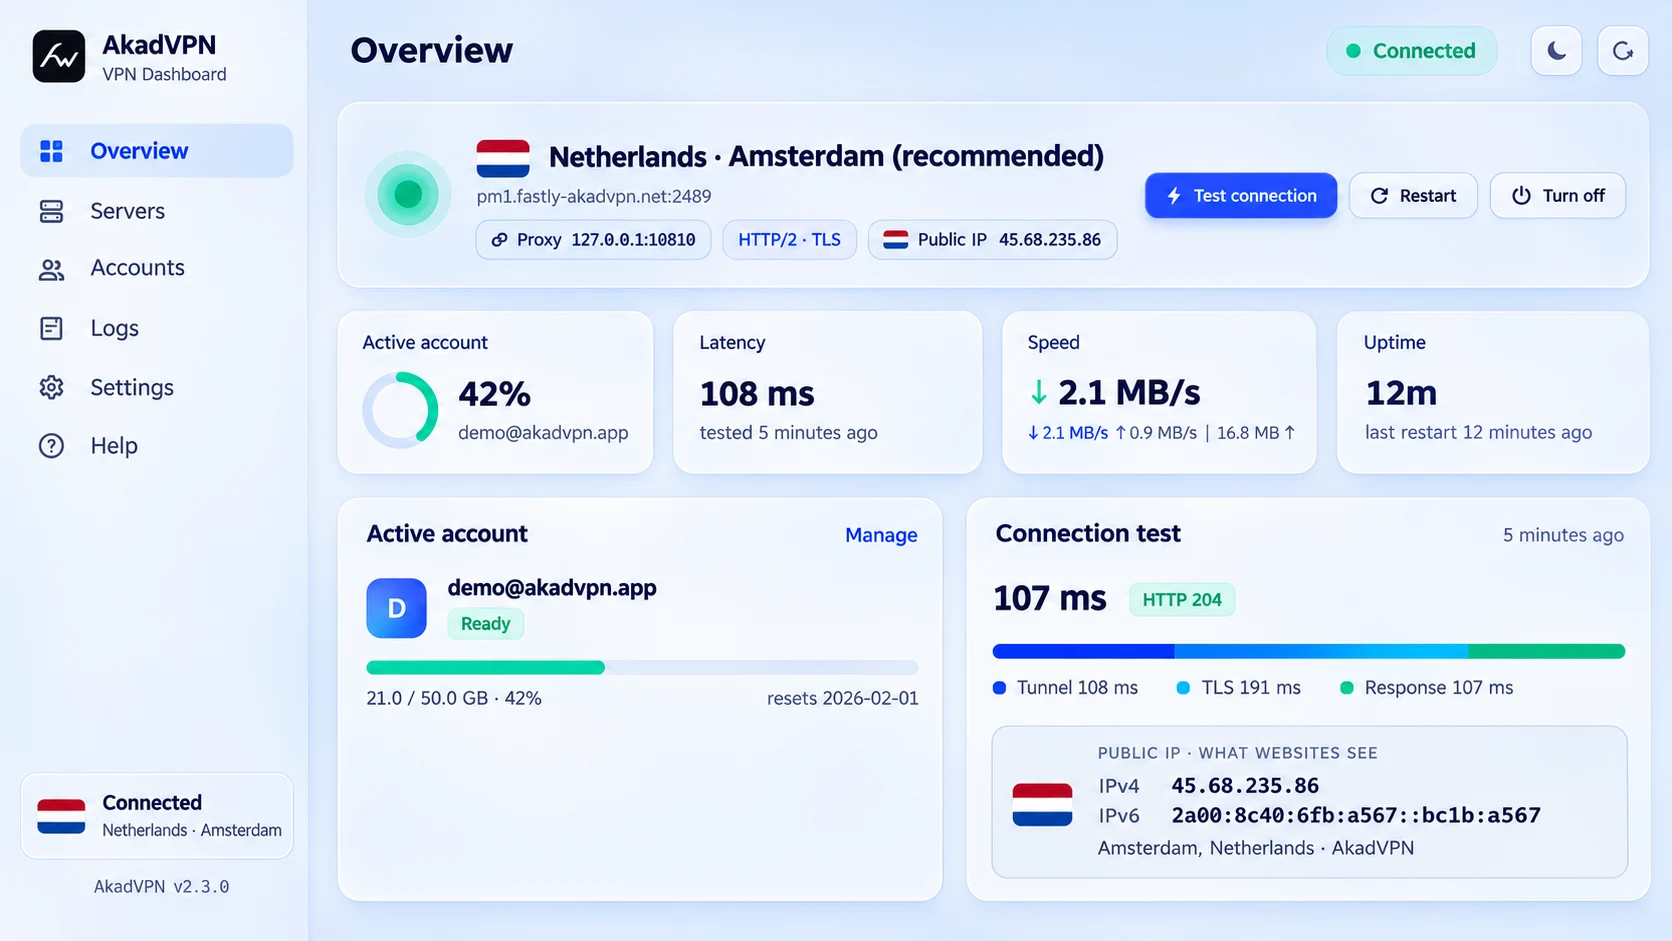 AkadVPN
VPN Dashboard
Overview
Servers
Accounts
Logs
Settings
Help
Connected
Netherlands · Amsterdam
AkadVPN v2.3.0
Overview
Connected
Netherlands · Amsterdam (recommended)
pm1.fastly-akadvpn.net:2489
Proxy 127.0.0.1:10810
HTTP/2 · TLS
Public IP 45.68.235.86
Test connection
Restart
Turn off
Active account
42%
demo@akadvpn.app
Latency
108 ms
tested 5 minutes ago
Speed
↓ 2.1 MB/s
↓ 2.1 MB/s ↑ 0.9 MB/s | 16.8 MB ↑
Uptime
12m
last restart 12 minutes ago
Active account
Manage
D
demo@akadvpn.app
Ready
21.0 / 50.0 GB · 42%
resets 2026-02-01
Connection test
5 minutes ago
107 ms
HTTP 204
Tunnel 108 ms
TLS 191 ms
Response 107 ms
PUBLIC IP · WHAT WEBSITES SEE
IPv4 45.68.235.86
IPv6 2a00:8c40:6fb:a567::bc1b:a567
Amsterdam, Netherlands · AkadVPN